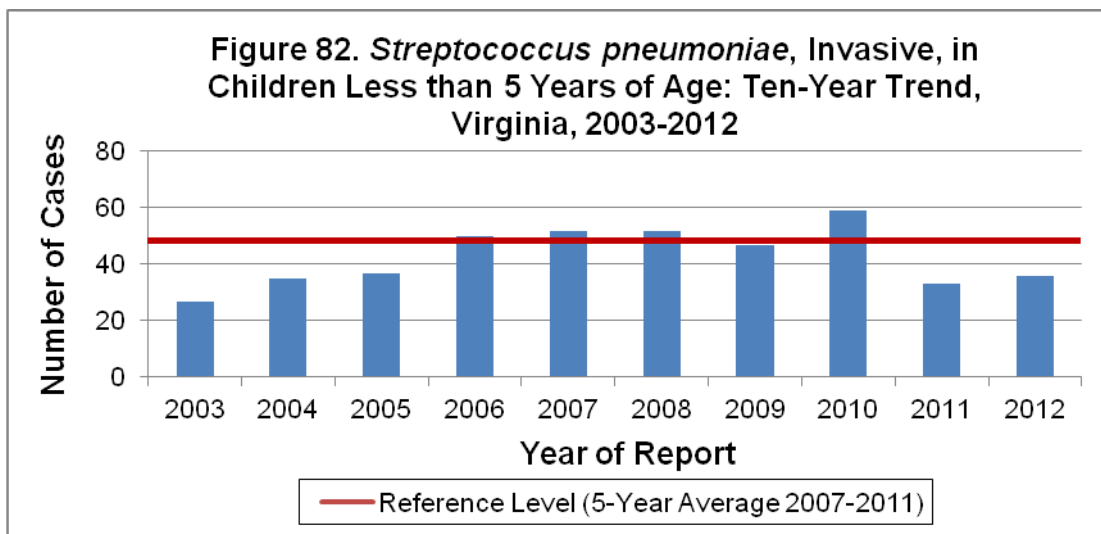 Figure 82. Streptococcus pneumoniae, Invasive, in
Children Less than 5 Years of Age: Ten-Year Trend,
Virginia, 2003-2012
Number of Cases
80
60
40
20
0
2003 2004 2005 2006 2007 2008 2009 2010 2011 2012
Year of Report
Reference Level (5-Year Average 2007-2011)